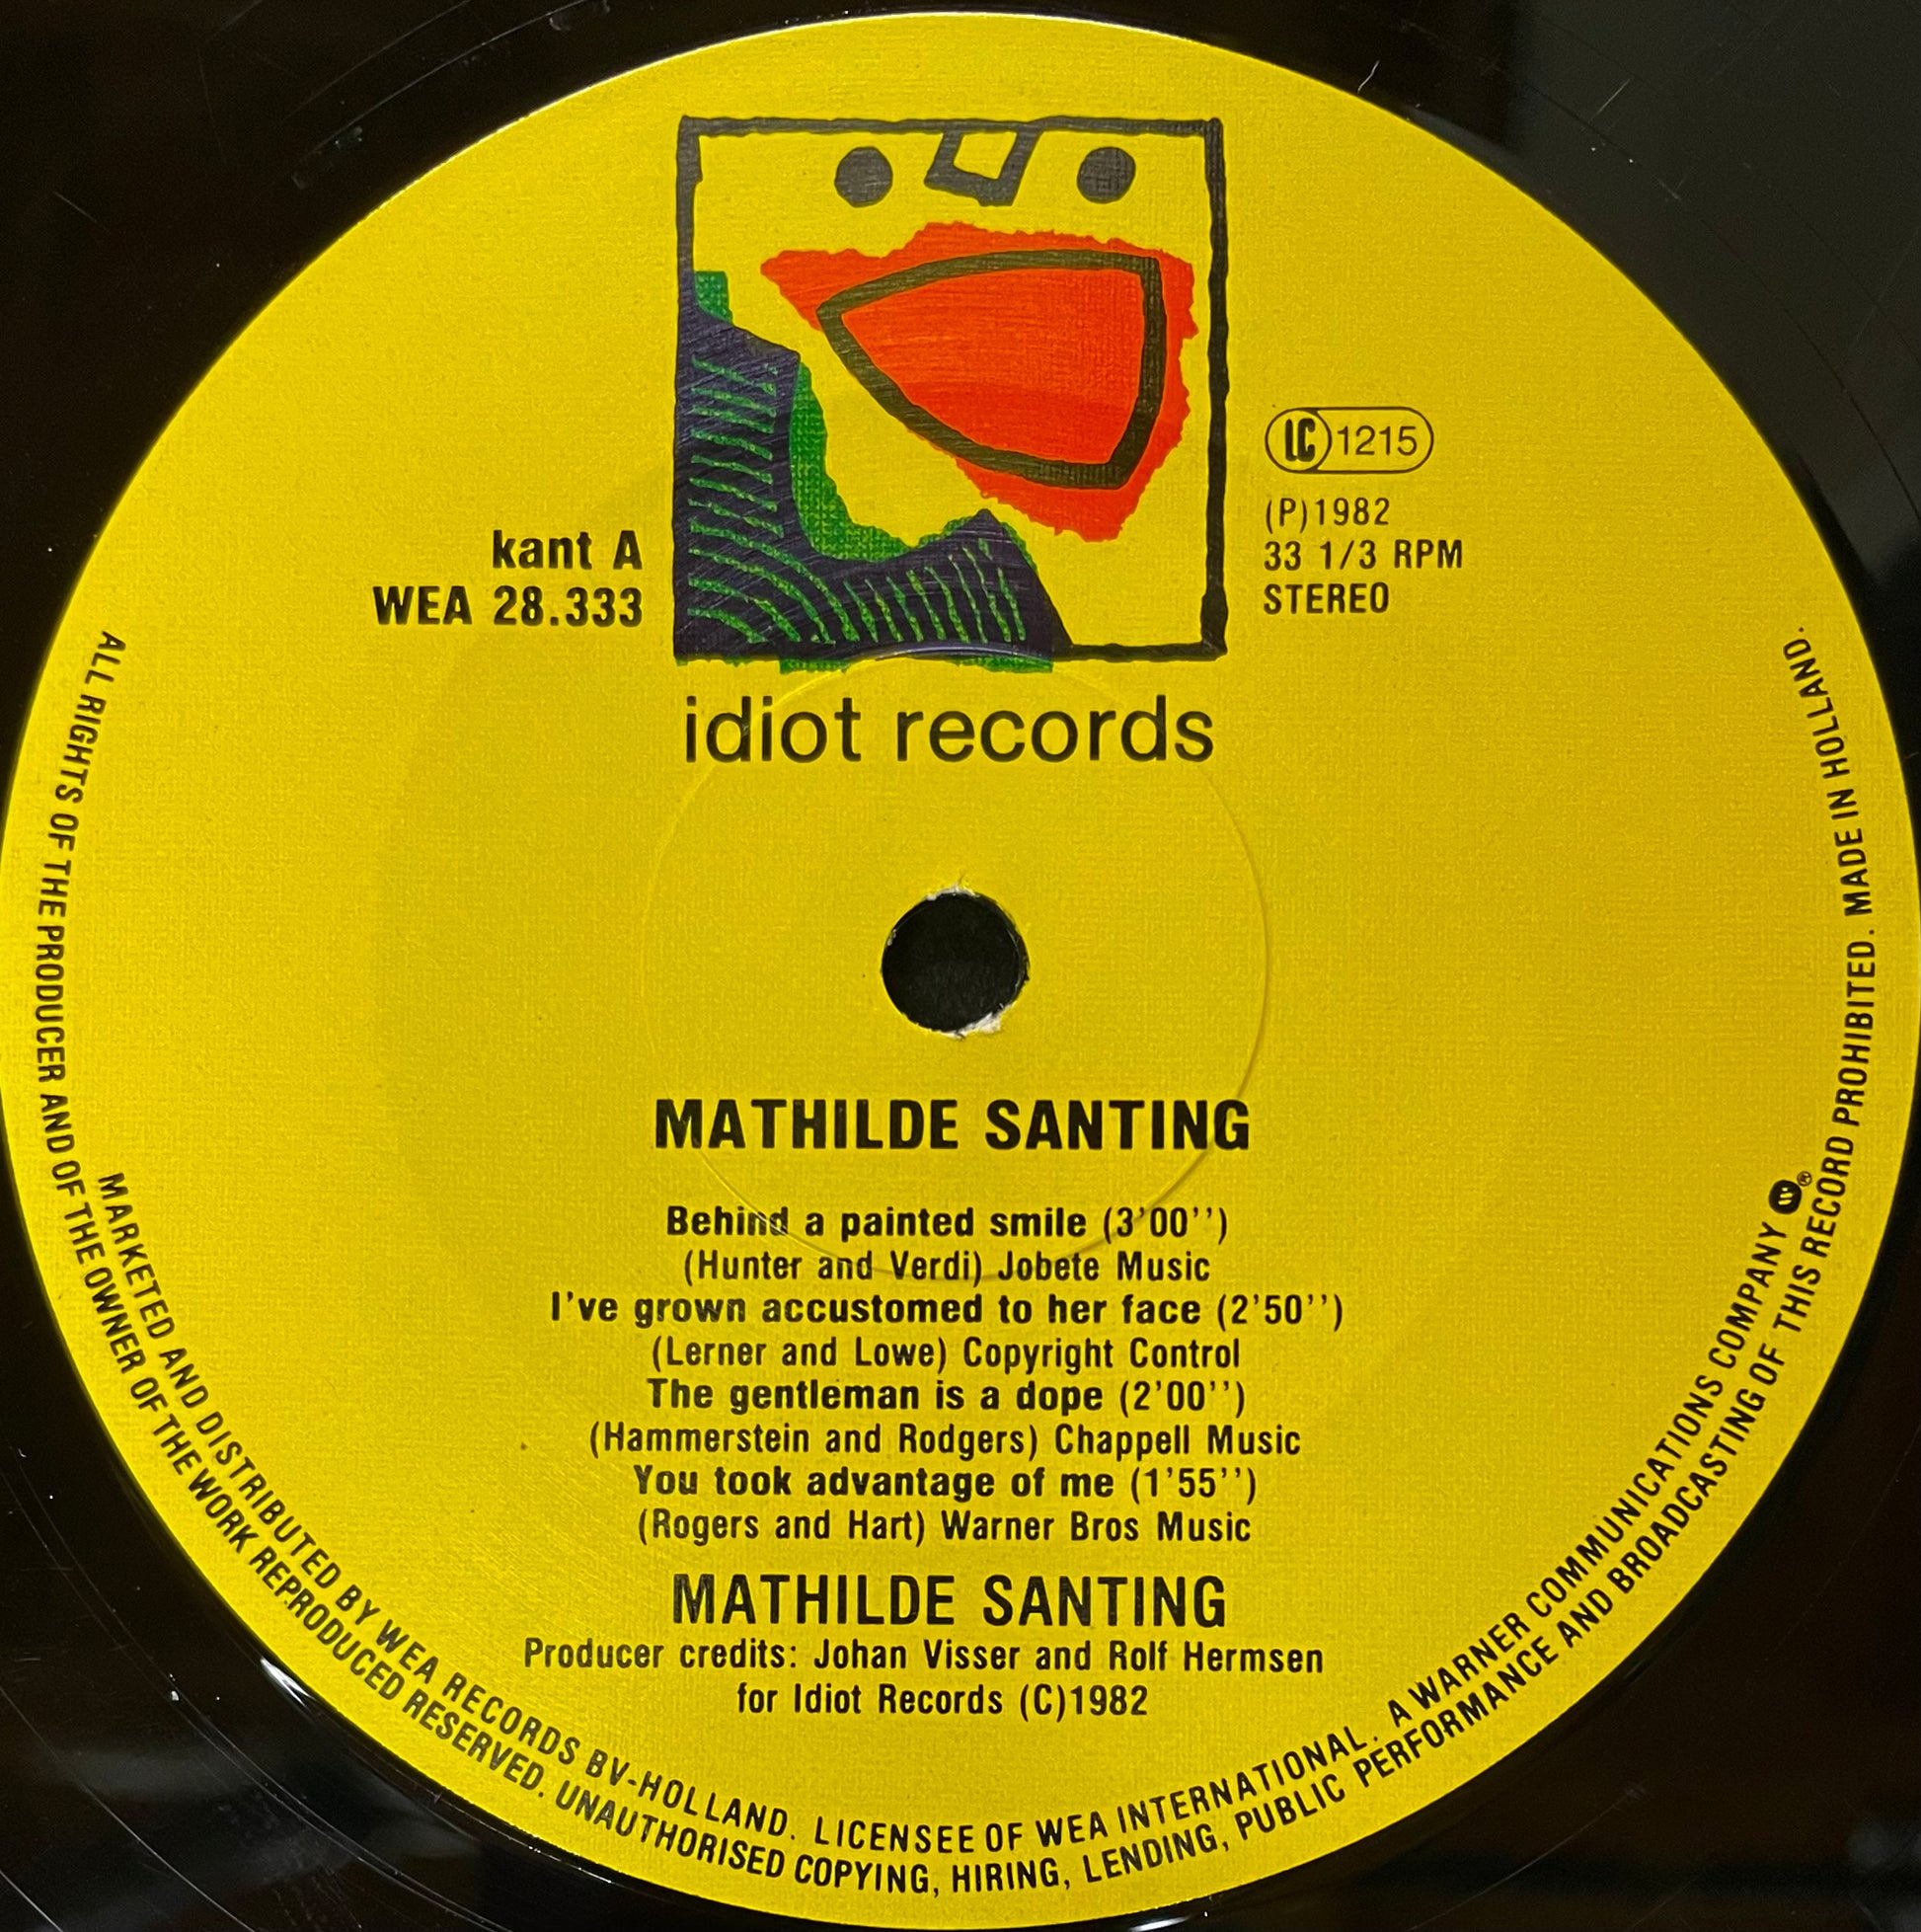 LC 1215
(P)1982
33 1/3 RPM
STEREO
kant A
WEA 28.333
idiot records
MATHILDE SANTING
Behind a painted smile (3'00'')
(Hunter and Verdi) Jobete Music
I've grown accustomed to her face (2'50'')
(Lerner and Lowe) Copyright Control
The gentleman is a dope (2'00'')
(Hammerstein and Rodgers) Chappell Music
You took advantage of me (1'55'')
(Rogers and Hart) Warner Bros Music
MATHILDE SANTING
Producer credits: Johan Visser and Rolf Hermsen
for Idiot Records (C)1982
MARKETED AND DISTRIBUTED BY WEA RECORDS BV-HOLLAND. LICENSEE OF WEA INTERNATIONAL. A WARNER COMMUNICATIONS COMPANY ®
ALL RIGHTS OF THE PRODUCER AND OF THE OWNER OF THE WORK REPRODUCED RESERVED. UNAUTHORISED COPYING, HIRING, LENDING, PUBLIC PERFORMANCE AND BROADCASTING OF THIS RECORD PROHIBITED. MADE IN HOLLAND.